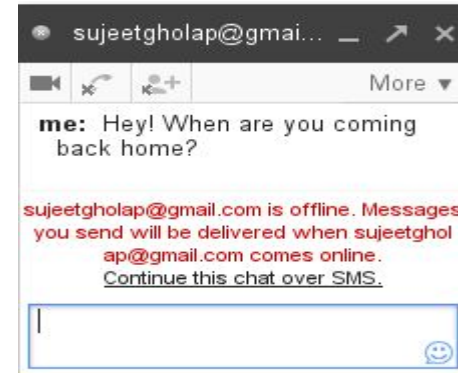 sujeetgholap@gmai...
More
me: Hey! When are you coming
back home?
sujeetgholap@gmail.com is offline. Messages
you send will be delivered when sujeetghol
ap@gmail.com comes online.
Continue this chat over SMS.